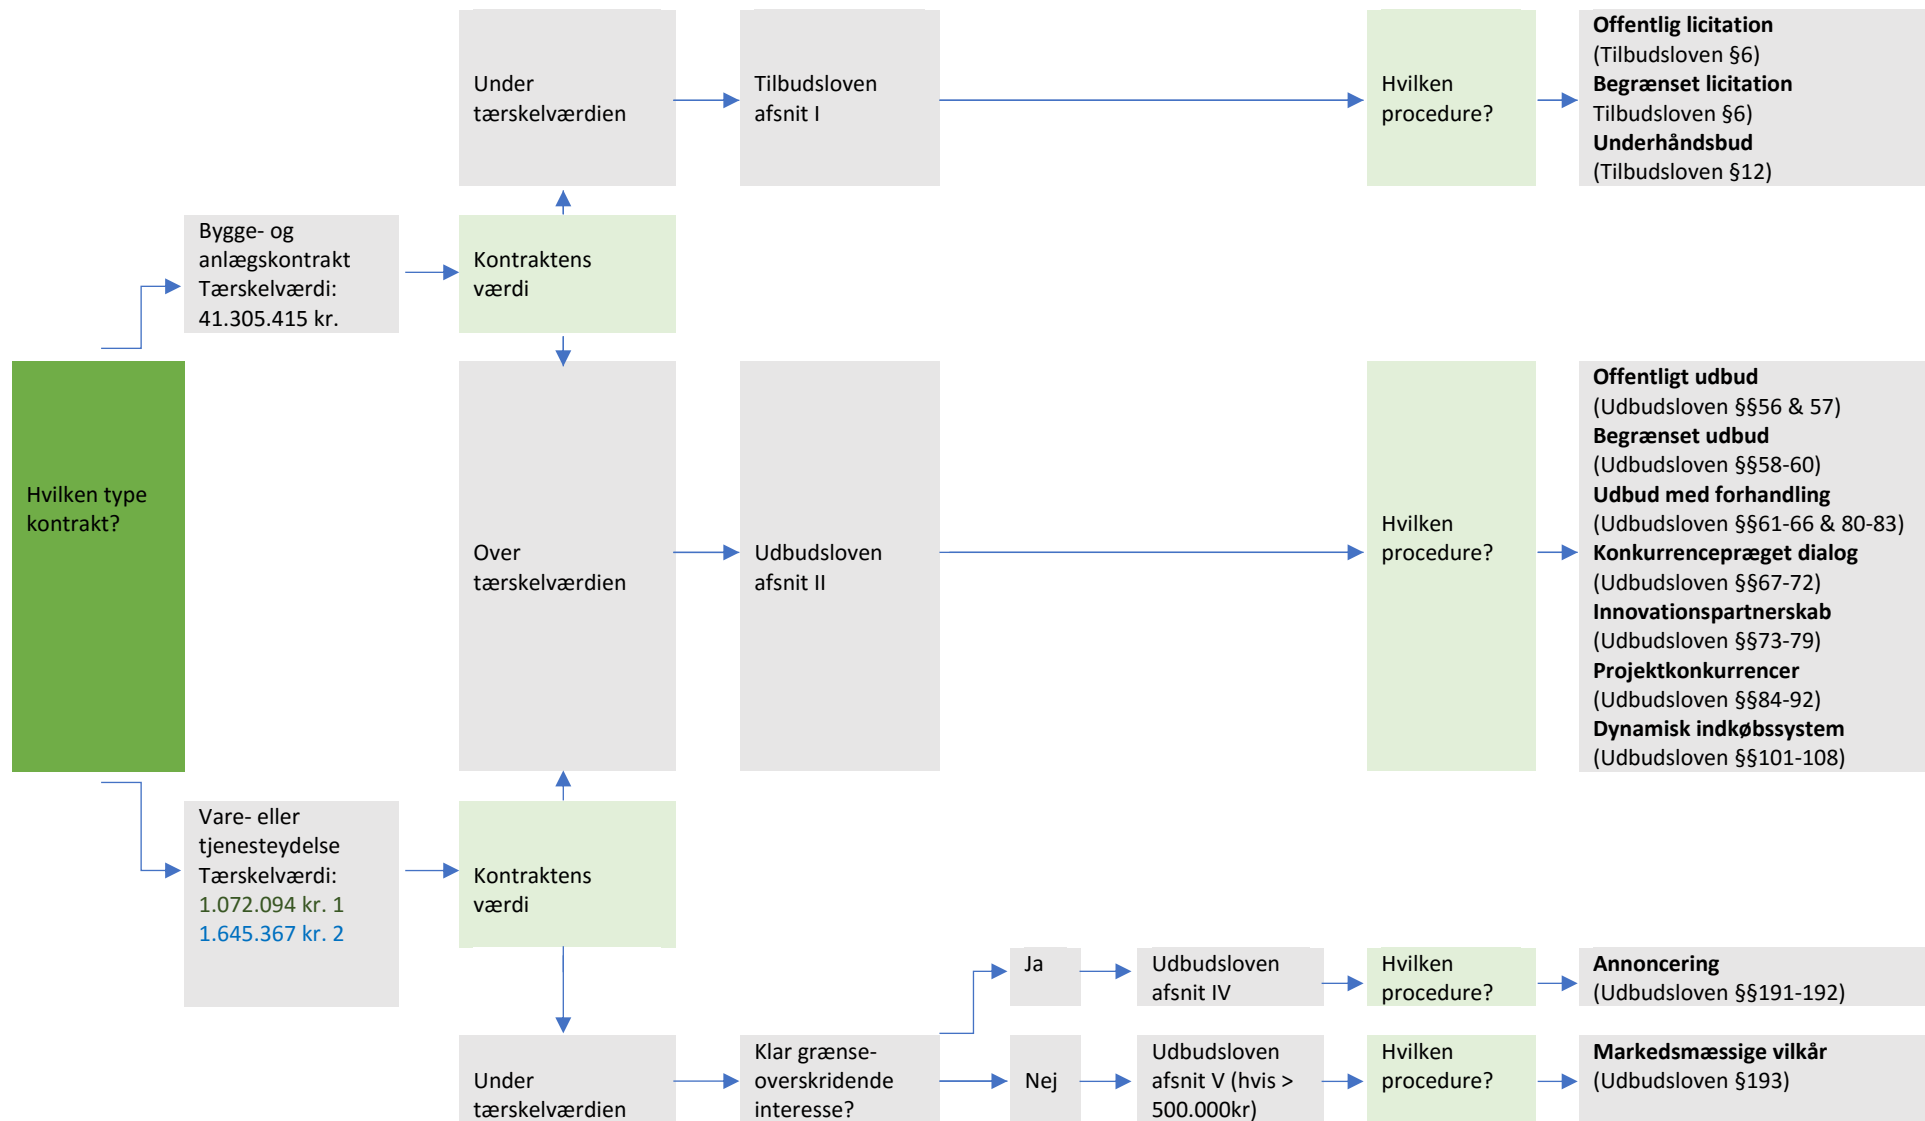 Under
tærskelværdien
Tilbudsloven
afsnit I
Hvilken
procedure?
Offentlig licitation
(Tilbudsloven §6)
Begrænset licitation
Tilbudsloven §6)
Underhåndsbud
(Tilbudsloven §12)
Bygge- og
anlægskontrakt
Tærskelværdi:
41.305.415 kr.
Kontraktens
værdi
Hvilken type
kontrakt?
Over
tærskelværdien
Udbudsloven
afsnit II
Hvilken
procedure?
Offentligt udbud
(Udbudsloven §§56 & 57)
Begrænset udbud
(Udbudsloven §§58-60)
Udbud med forhandling
(Udbudsloven §§61-66 & 80-83)
Konkurrencepræget dialog
(Udbudsloven §§67-72)
Innovationspartnerskab
(Udbudsloven §§73-79)
Projektkonkurrencer
(Udbudsloven §§84-92)
Dynamisk indkøbssystem
(Udbudsloven §§101-108)
Vare- eller
tjenesteydelse
Tærskelværdi:
1.072.094 kr. 1
1.645.367 kr. 2
Kontraktens
værdi
Under
tærskelværdien
Klar grænse-
overskridende
interesse?
Ja
Udbudsloven
afsnit IV
Hvilken
procedure?
Annoncering
(Udbudsloven §§191-192)
Nej
Udbudsloven
afsnit V (hvis >
500.000kr)
Hvilken
procedure?
Markedsmæssige vilkår
(Udbudsloven §193)